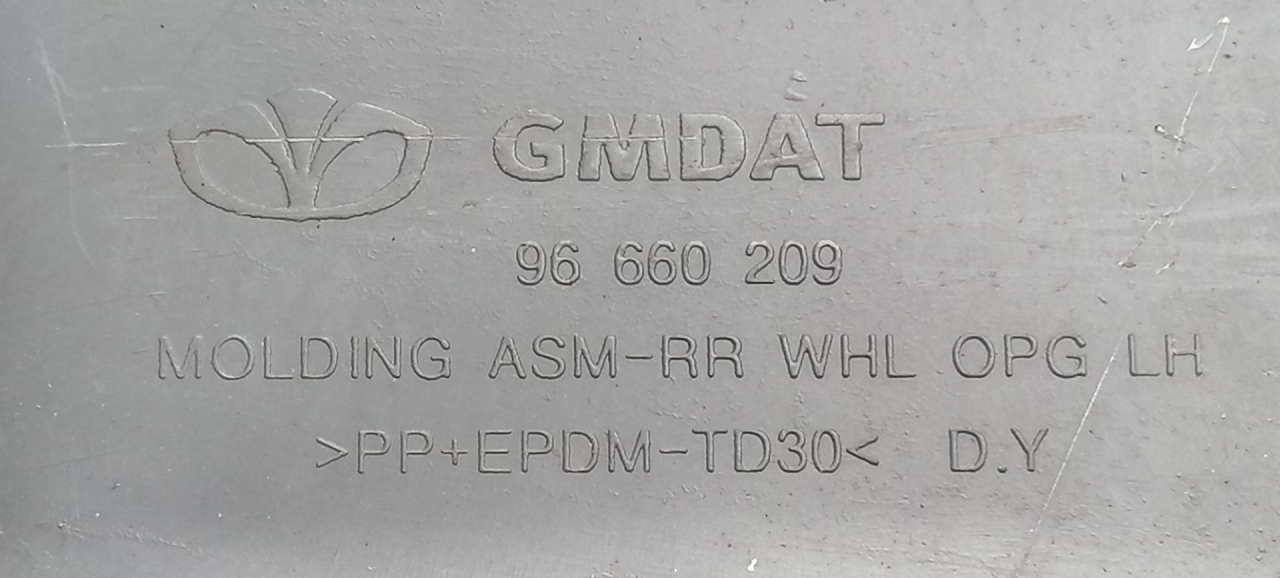 GMDAT
96 660 209
MOLDING ASM-RR WHL OPG LH
>PP+EPDM-TD30< D.Y